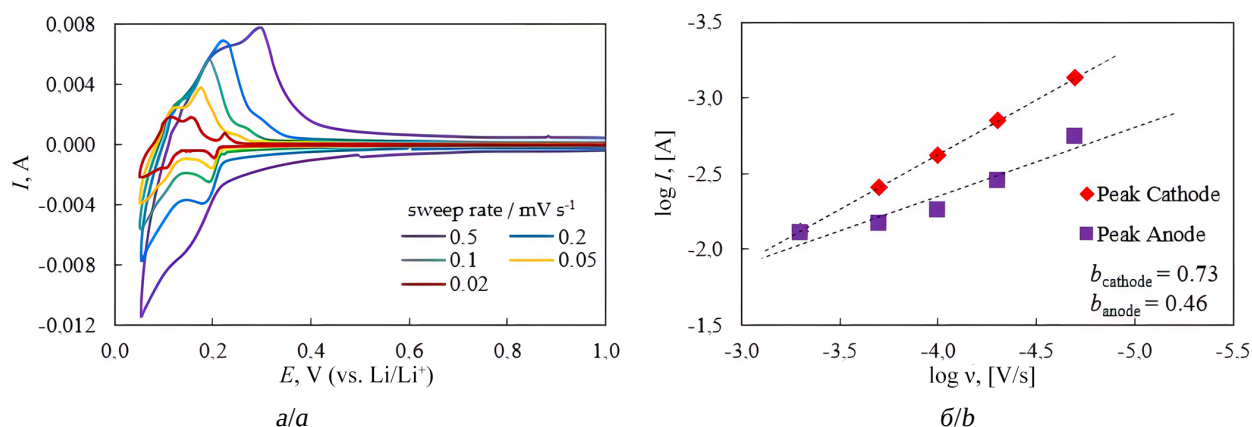 0,008
0,004
0,000
-0,004
-0,008
-0,012
I, A
0,0
0,2
0,4
0,6
0,8
1,0
E, V (vs. Li/Li⁺)
sweep rate / mV s⁻¹
0.5
0.2
0.1
0.05
0.02
a/a
-3,5
-3,0
-2,5
-2,0
-1,5
log I, [A]
-3,0
-3,5
-4,0
-4,5
-5,0
-5,5
log ν, [V/s]
Peak Cathode
Peak Anode
b cathode = 0.73
b anode = 0.46
б/b